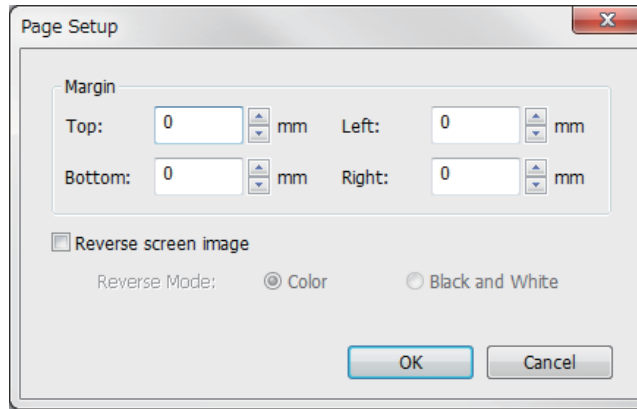 Page Setup
Margin
Top: 0 mm Left: 0 mm
Bottom: 0 mm Right: 0 mm
Reverse screen image
Reverse Mode: Color Black and White
OK Cancel